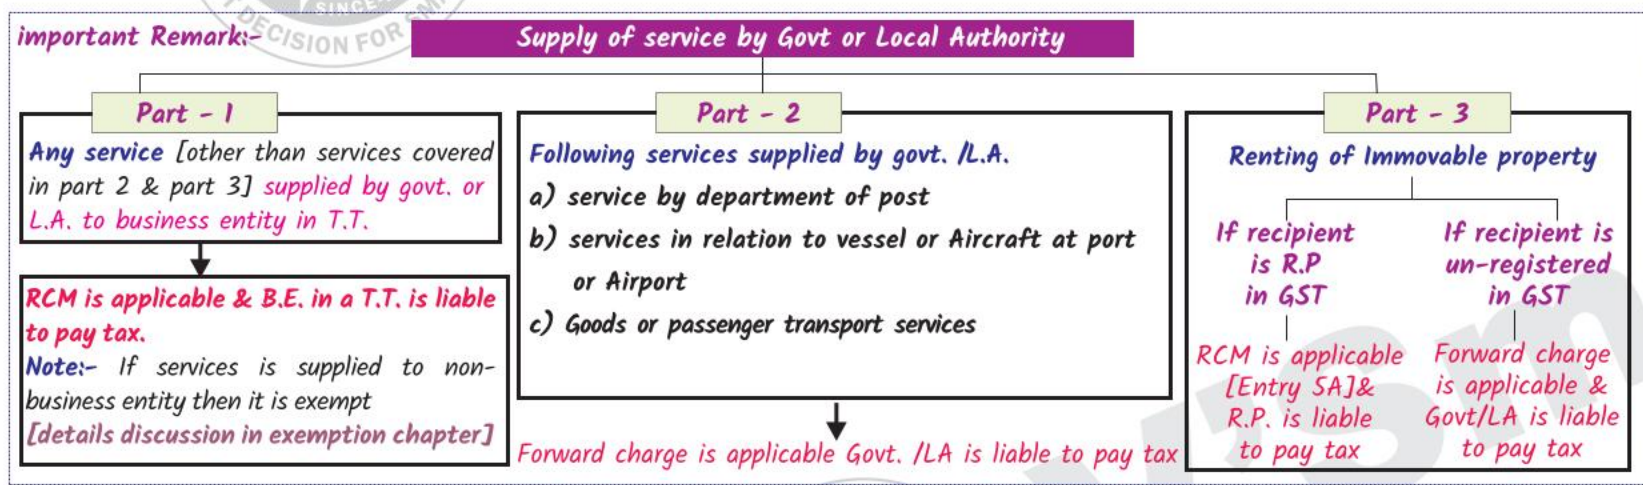 SINCE
DECISION FOR
important Remark:-
Supply of service by Govt or Local Authority
Part - 1
Any service [other than services covered
in part 2 & part 3] supplied by govt. or
L.A. to business entity in T.T.
RCM is applicable & B.E. in a T.T. is liable
to pay tax.
Note:- If services is supplied to non-
business entity then it is exempt
[details discussion in exemption chapter]
Part - 2
Following services supplied by govt. /L.A.
a) service by department of post
b) services in relation to vessel or Aircraft at port
or Airport
c) Goods or passenger transport services
Forward charge is applicable Govt. /LA is liable to pay tax
Part - 3
Renting of Immovable property
If recipient
is R.P
in GST
RCM is applicable
[Entry 5A]&
R.P. is liable
to pay tax
If recipient is
un-registered
in GST
Forward charge
is applicable &
Govt/LA is liable
to pay tax